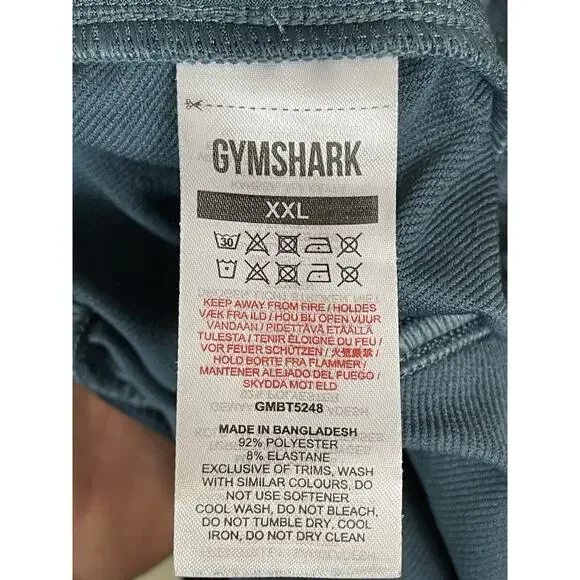 GYMSHARK
XXL
30
KEEP AWAY FROM FIRE / HOLDES
VÆK FRA ILD / HOU BIJ OPEN VUUR
VANDAAN / PIDETTÄVÄ ETÄÄLLÄ
TULESTA / TENIR ÉLOIGNÉ DU FEU /
VOR FEUER SCHÜTZEN / 火気厳禁 /
HOLD BORTE FRA FLAMMER /
MANTENER ALEJADO DEL FUEGO /
SKYDDA MOT ELD
GMBT5248
MADE IN BANGLADESH
92% POLYESTER
8% ELASTANE
EXCLUSIVE OF TRIMS, WASH
WITH SIMILAR COLOURS, DO
NOT USE SOFTENER
COOL WASH, DO NOT BLEACH,
DO NOT TUMBLE DRY, COOL
IRON, DO NOT DRY CLEAN